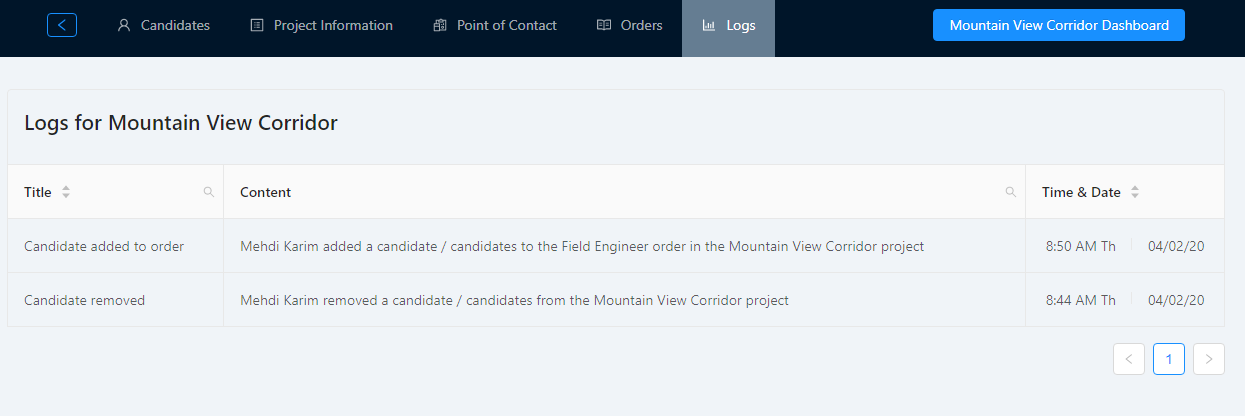 Candidates Project Information Point of Contact Orders Logs Mountain View Corridor Dashboard
Logs for Mountain View Corridor
Title Content Time & Date
Candidate added to order Mehdi Karim added a candidate / candidates to the Field Engineer order in the Mountain View Corridor project 8:50 AM Th 04/02/20
Candidate removed Mehdi Karim removed a candidate / candidates from the Mountain View Corridor project 8:44 AM Th 04/02/20
1